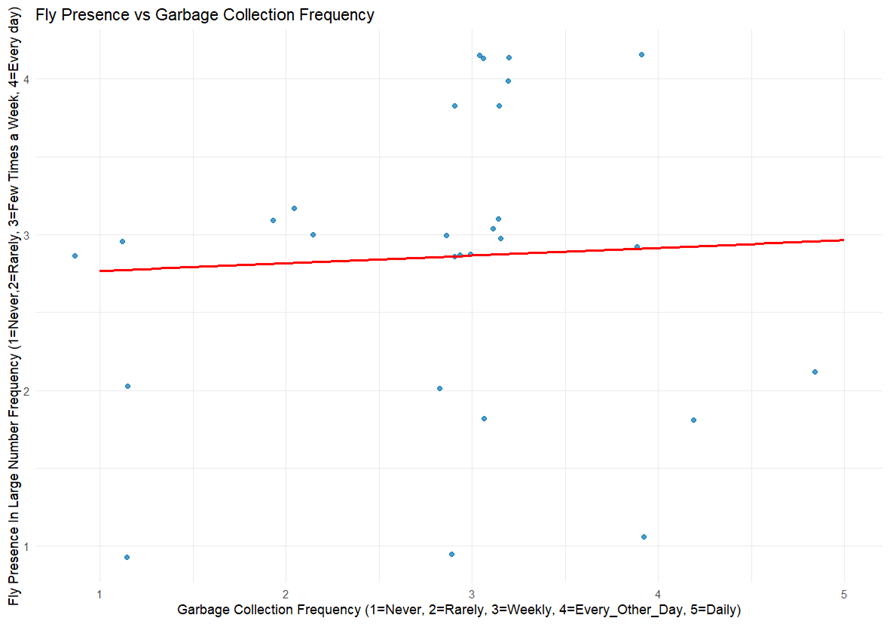 Fly Presence vs Garbage Collection Frequency
Fly Presence In Large Number Frequency (1=Never,2=Rarely, 3=Few Times a Week, 4=Every day)
4
3
2
1
1 2 3 4 5
Garbage Collection Frequency (1=Never, 2=Rarely, 3=Weekly, 4=Every_Other_Day, 5=Daily)